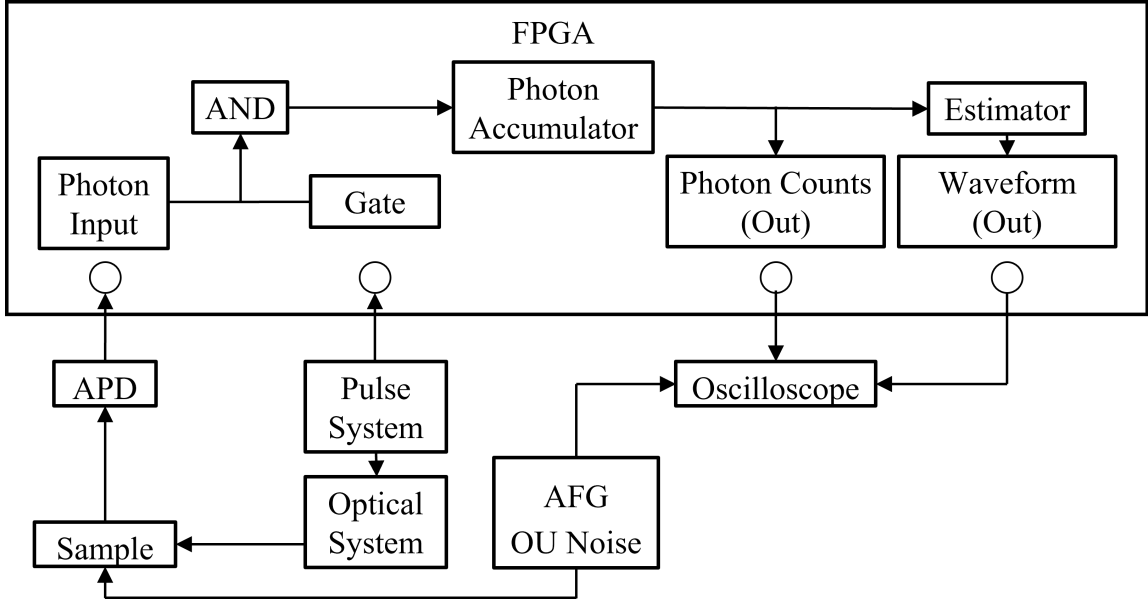 FPGA
AND
Photon
Accumulator
Estimator
Photon
Input
Gate
Photon Counts
(Out)
Waveform
(Out)
APD
Pulse
System
Oscilloscope
Optical
System
AFG
OU Noise
Sample